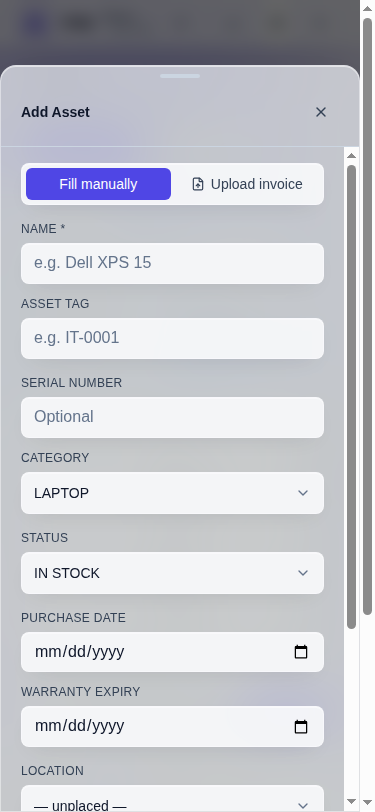 Add Asset
Fill manually
Upload invoice
NAME *
e.g. Dell XPS 15
ASSET TAG
e.g. IT-0001
SERIAL NUMBER
Optional
CATEGORY
LAPTOP
STATUS
IN STOCK
PURCHASE DATE
mm/dd/yyyy
WARRANTY EXPIRY
mm/dd/yyyy
LOCATION
— unplaced —